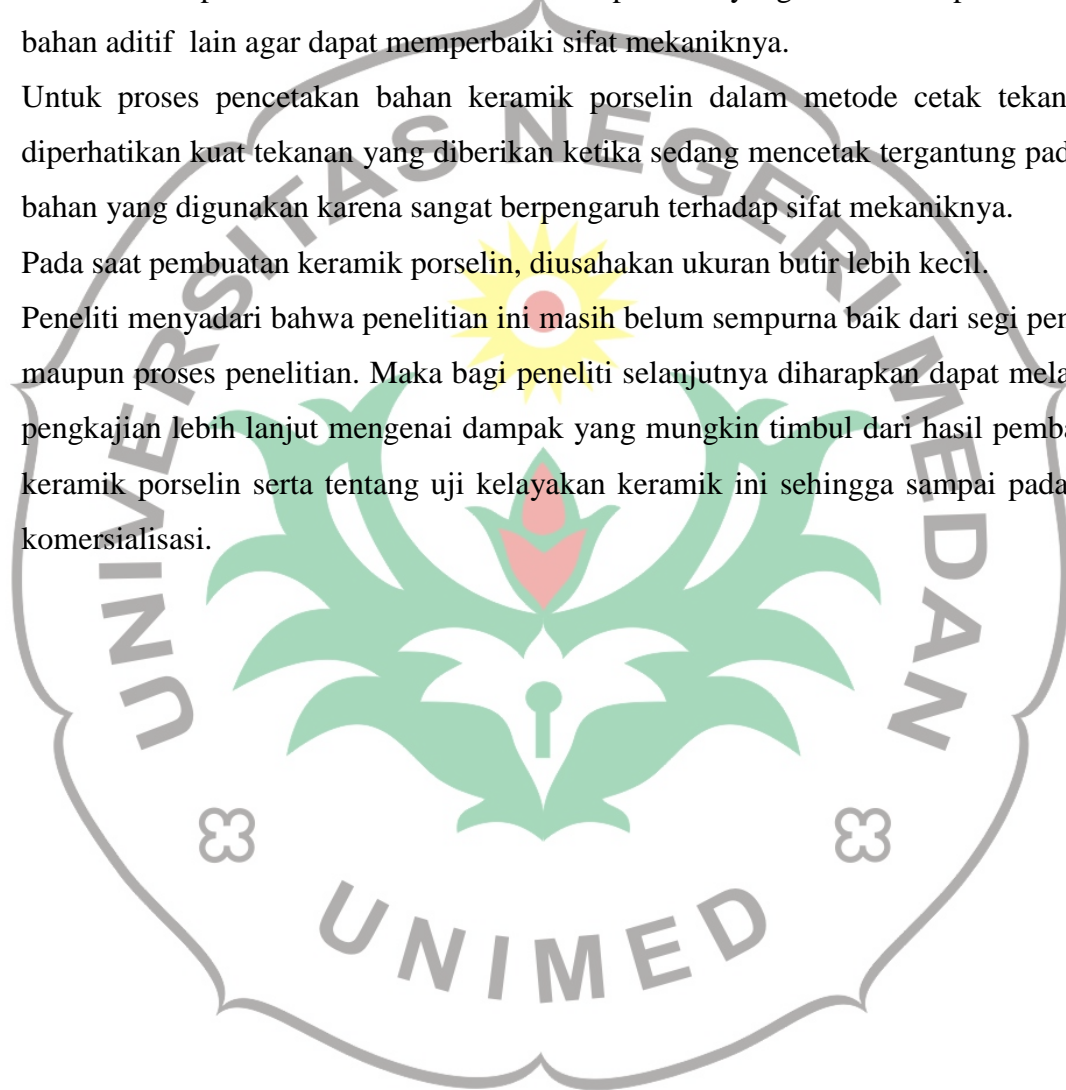 bahan aditif lain agar dapat memperbaiki sifat mekaniknya.
Untuk proses pencetakan bahan keramik porselin dalam metode cetak tekan
diperhatikan kuat tekanan yang diberikan ketika sedang mencetak tergantung pad
bahan yang digunakan karena sangat berpengaruh terhadap sifat mekaniknya.
Pada saat pembuatan keramik porselin, diusahakan ukuran butir lebih kecil.
Peneliti menyadari bahwa penelitian ini masih belum sempurna baik dari segi pen
maupun proses penelitian. Maka bagi peneliti selanjutnya diharapkan dapat mela
pengkajian lebih lanjut mengenai dampak yang mungkin timbul dari hasil pemba
keramik porselin serta tentang uji kelayakan keramik ini sehingga sampai pada
komersialisasi.
UNIVERSITAS NEGERI MEDAN
UNIMED